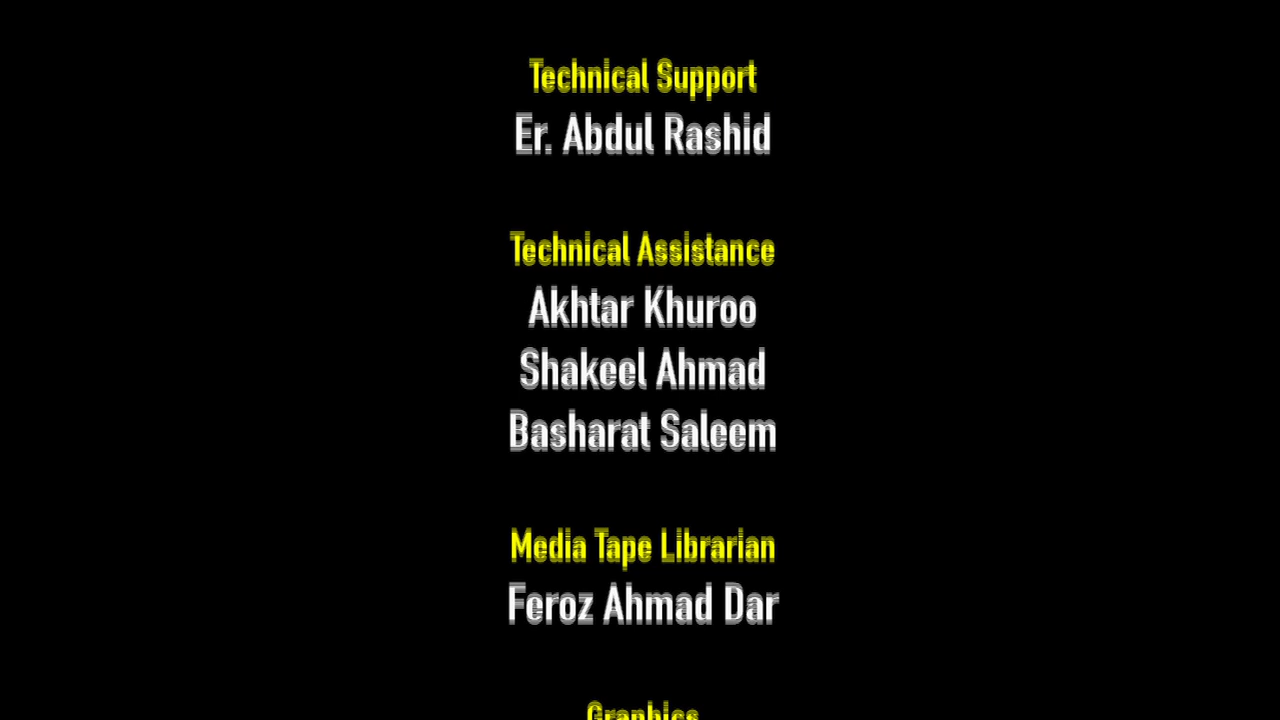 Technical Support
Er. Abdul Rashid
Technical Assistance
Akhtar Khuroo
Shakeel Ahmad
Basharat Saleem
Media Tape Librarian
Feroz Ahmad Dar
Graphics